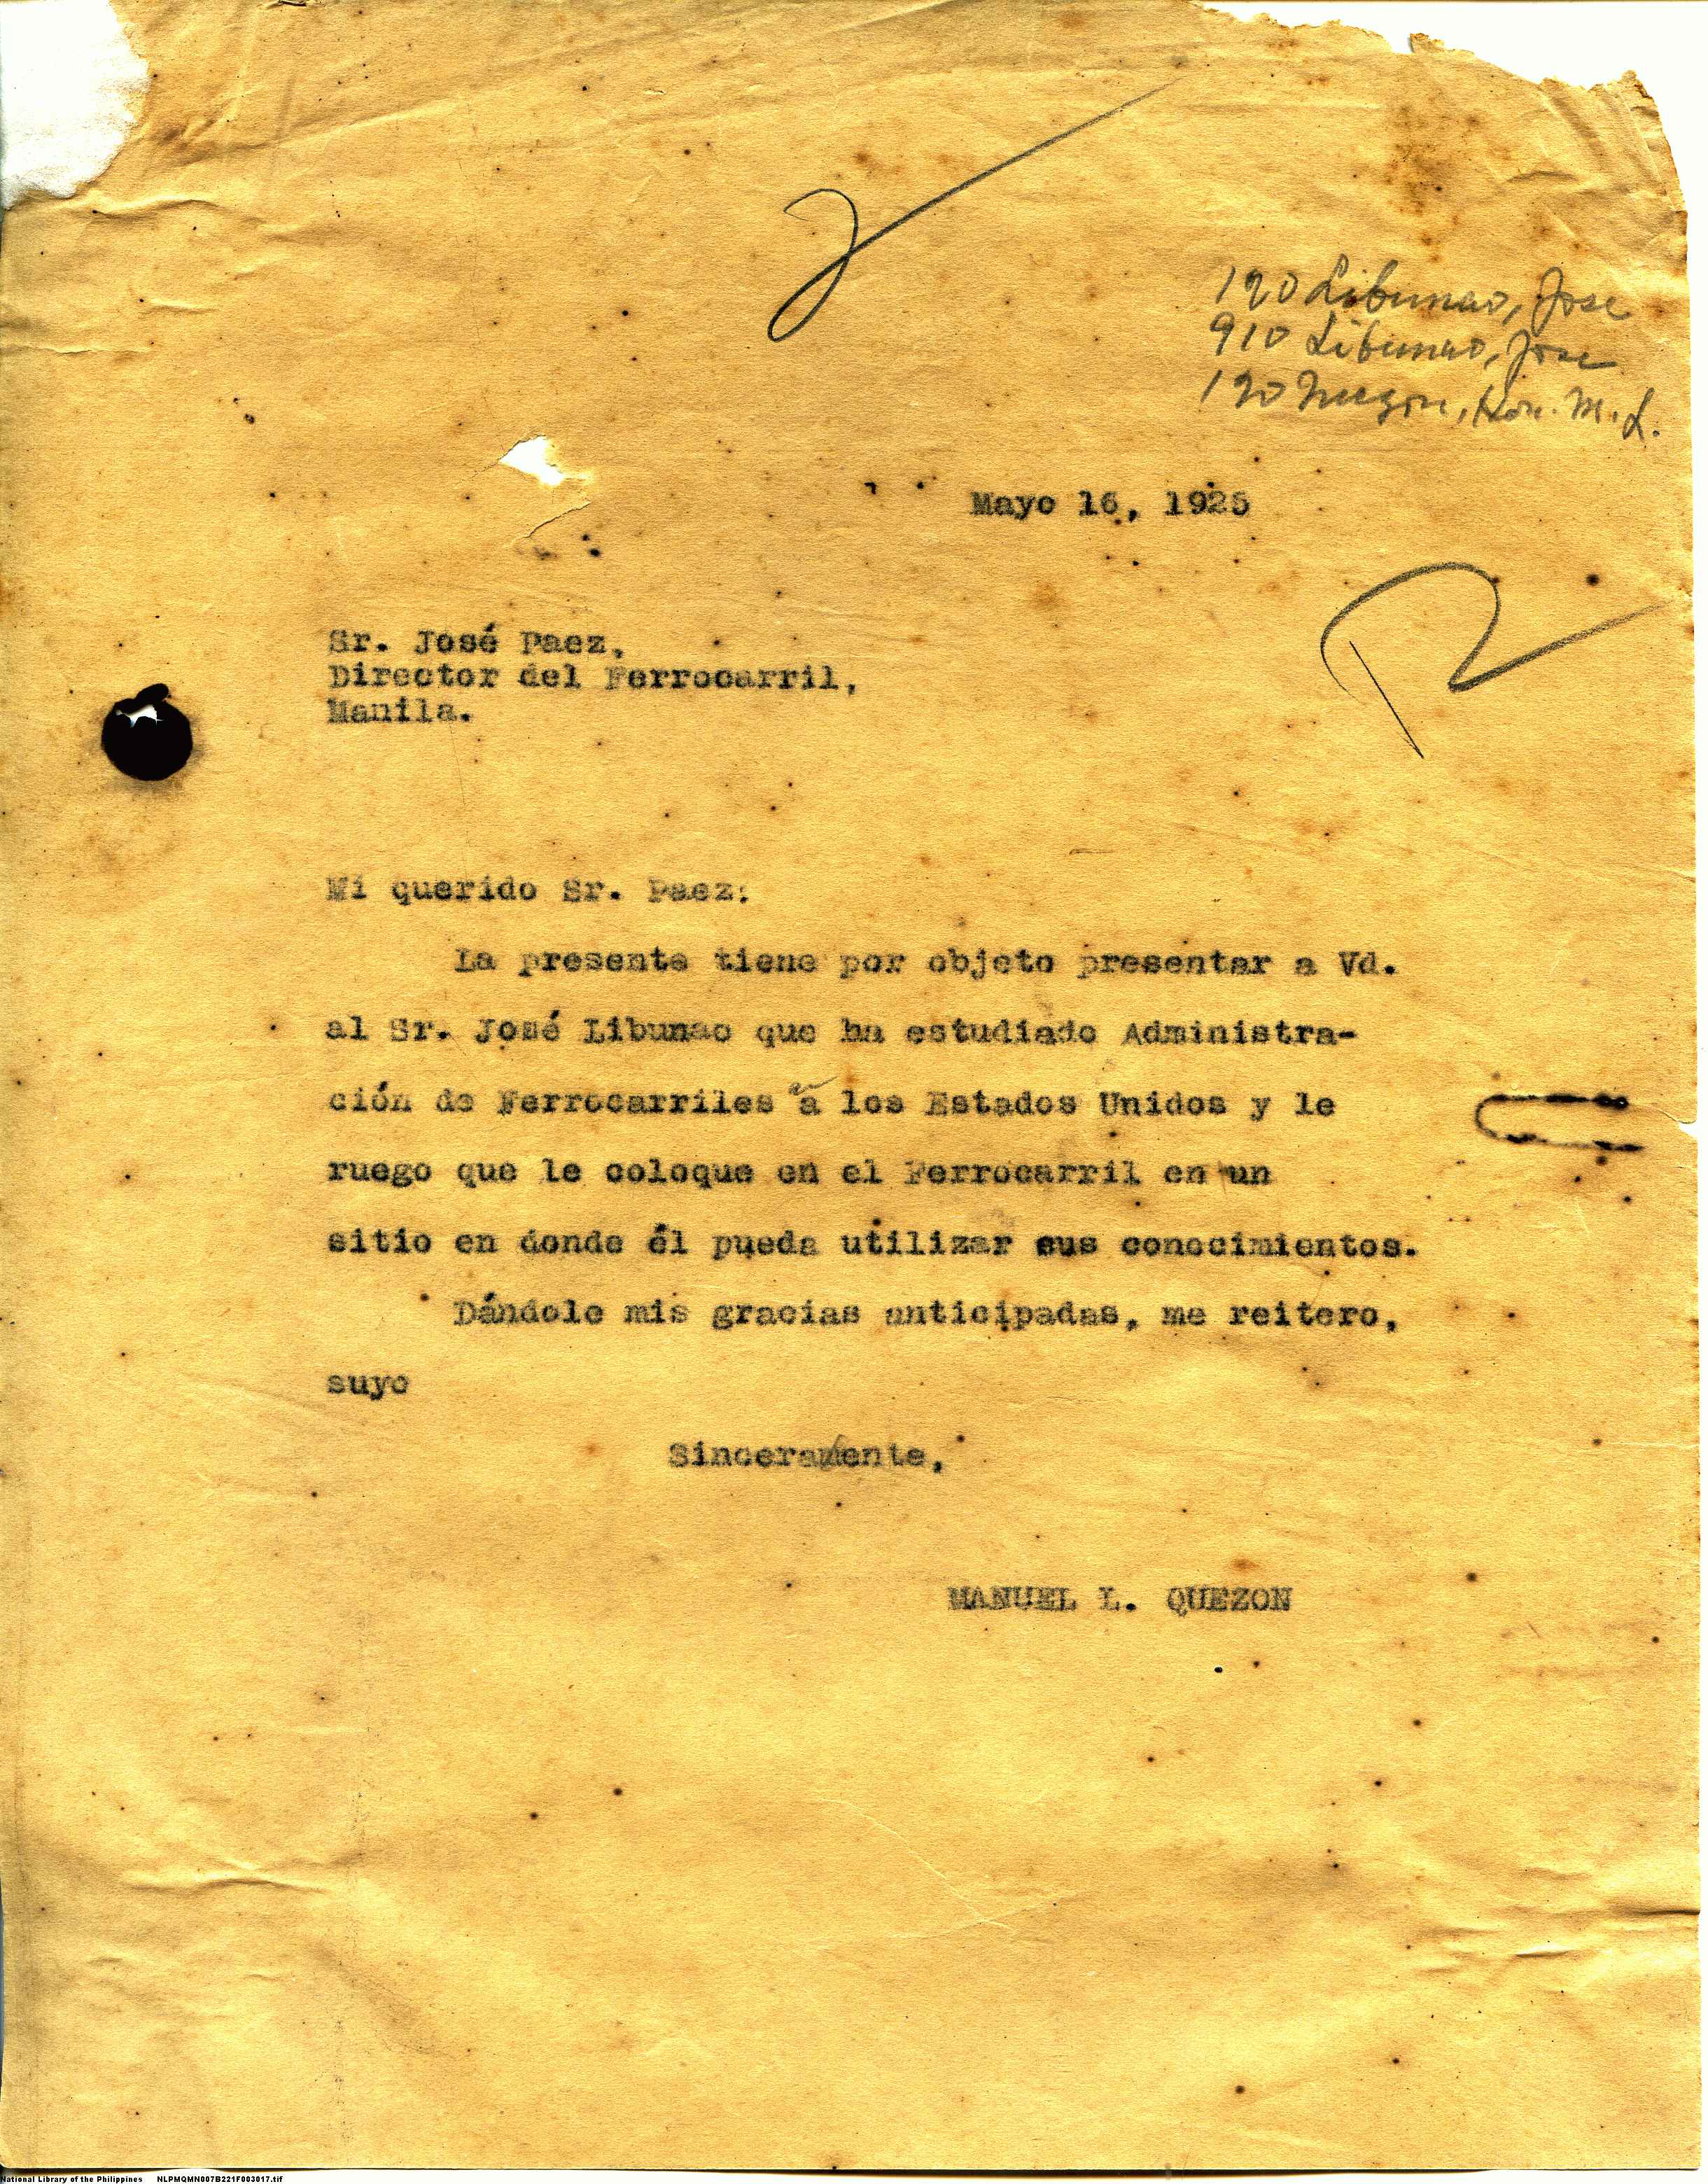 120 Libunao, Jose
910 Libunao, Jose
120 Quezon, Hon. M. L.
Mayo 16, 1925
Sr. José Paez,
Director del Ferrocarril,
Manila.
Mi querido Sr. Paez:
La presente tiene por objeto presentar a Vd.
al Sr. José Libunao que ha estudiado Administra-
ción de Ferrocarriles a los Estados Unidos y le
ruego que le coloque en el Ferrocarril en un
sitio en donde él pueda utilizar sus conocimientos.
Dándole mis gracias anticipadas, me reitero,
suyo
Sinceramente,
MANUEL L. QUEZON
National Library of the Philippines NLPMQMN007B221F003017.tif